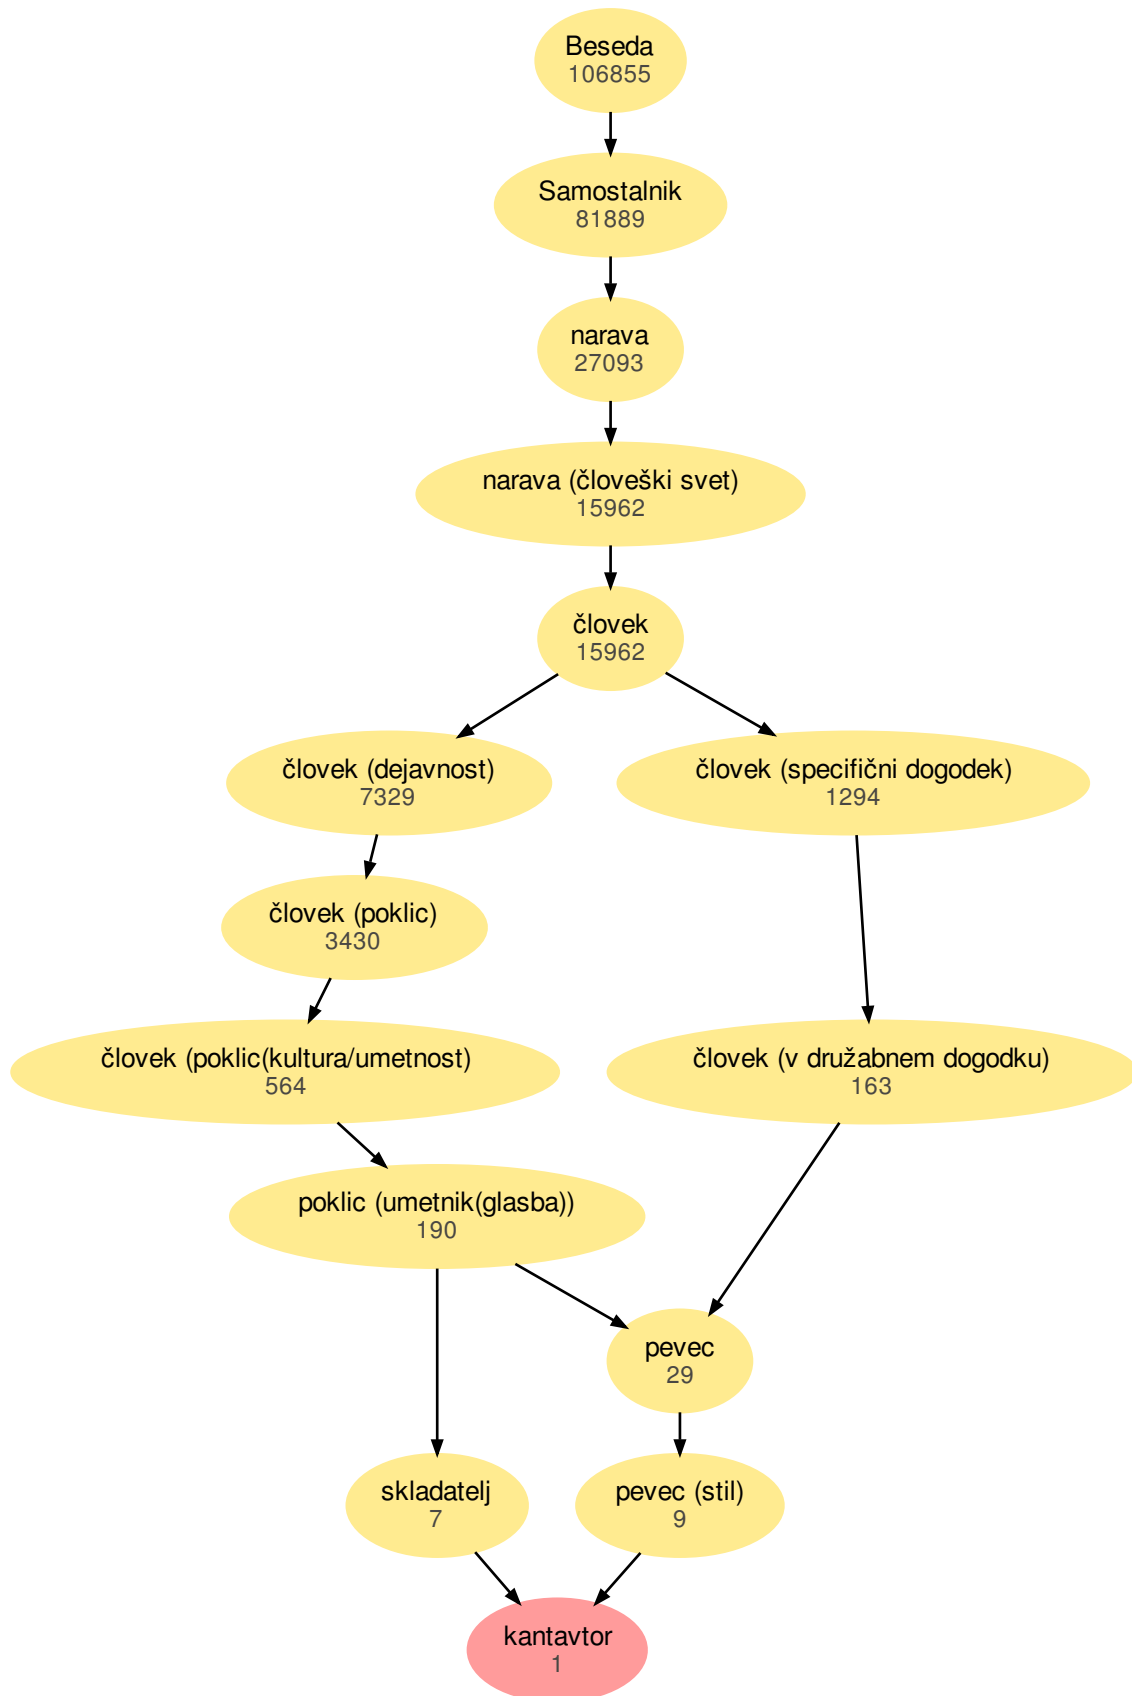 Beseda
106855
Samostalnik
81889
narava
27093
narava (človeški svet)
15962
človek
15962
človek (dejavnost)
7329
človek (specifični dogodek)
1294
človek (poklic)
3430
človek (poklic(kultura/umetnost)
564
človek (v družabnem dogodku)
163
poklic (umetnik(glasba))
190
pevec
29
skladatelj
7
pevec (stil)
9
kantavtor
1